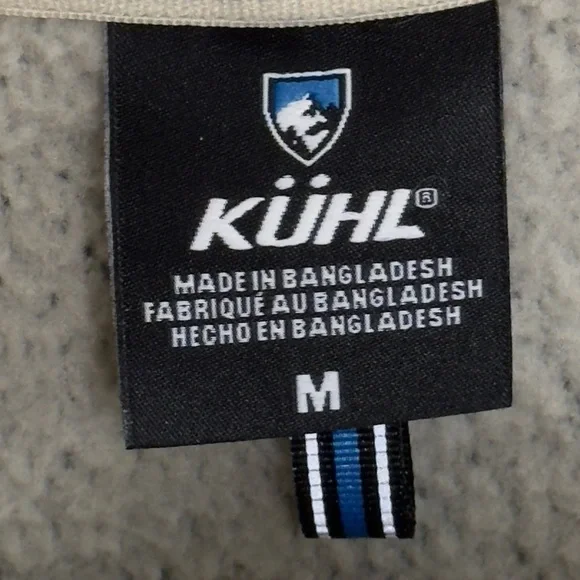 KÜHL®
MADE IN BANGLADESH
FABRIQUÉ AU BANGLADESH
HECHO EN BANGLADESH
M